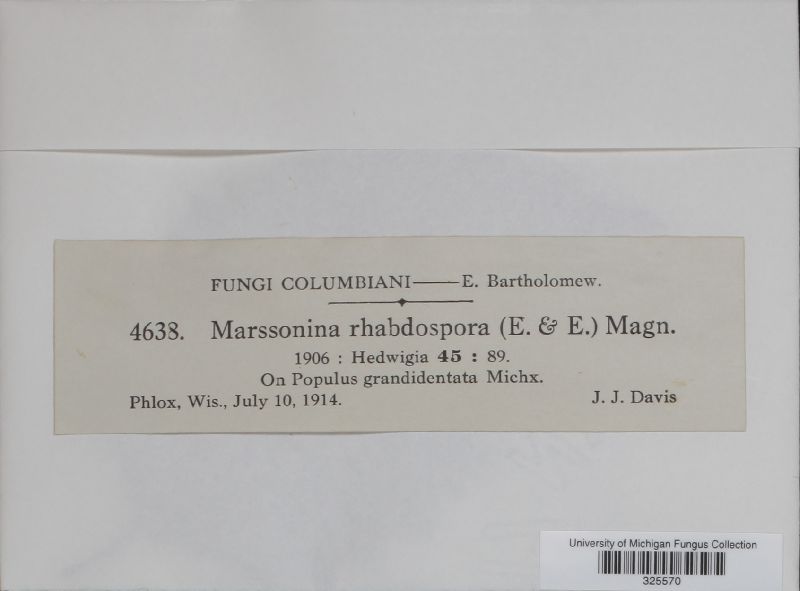 FUNGI COLUMBIANI——E. Bartholomew.
4638. Marssonina rhabdospora (E. & E.) Magn.
1906 : Hedwigia 45 : 89.
On Populus grandidentata Michx.
Phlox, Wis., July 10, 1914. J. J. Davis
University of Michigan Fungus Collection
325570